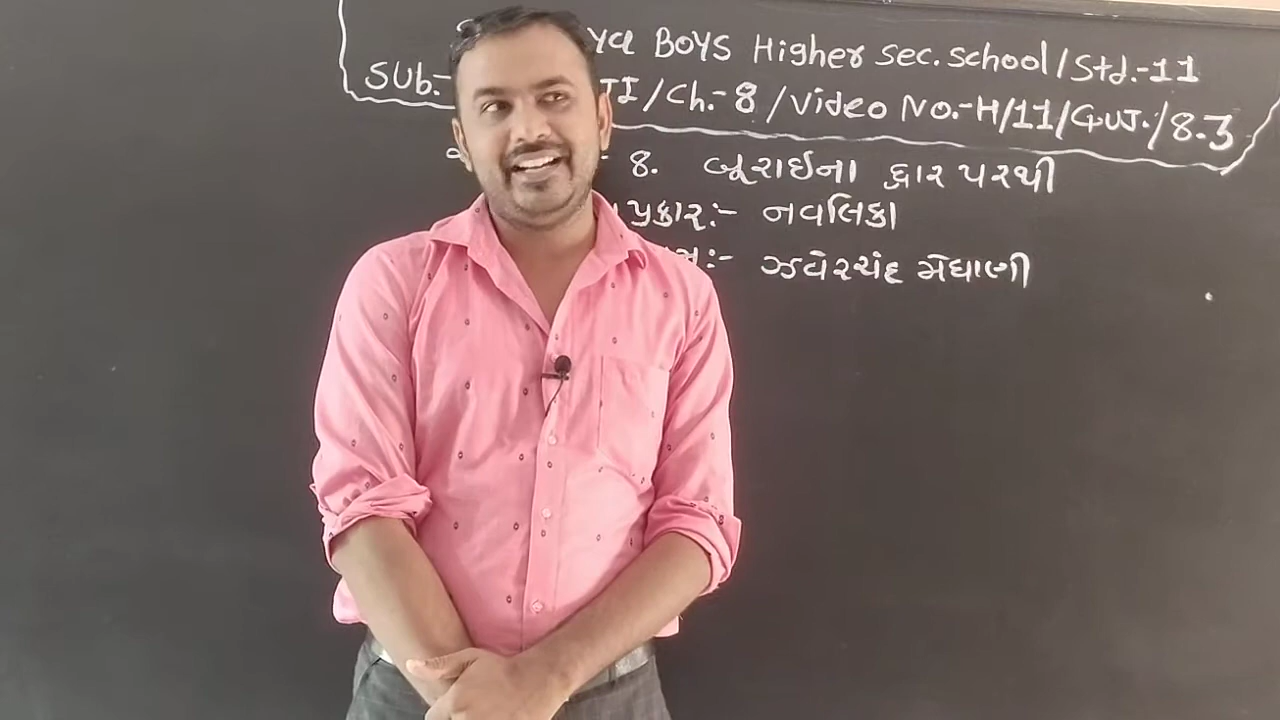 BOYS Higher Sec. School / Std.-11
Sub:- / Ch.- 8 / Video No.-H/11/GUJ./8.3
8. બૂરાઈના દ્વાર પરથી
પ્રકાર:- નવલિકા
ઝવેરચંદ મેઘાણી